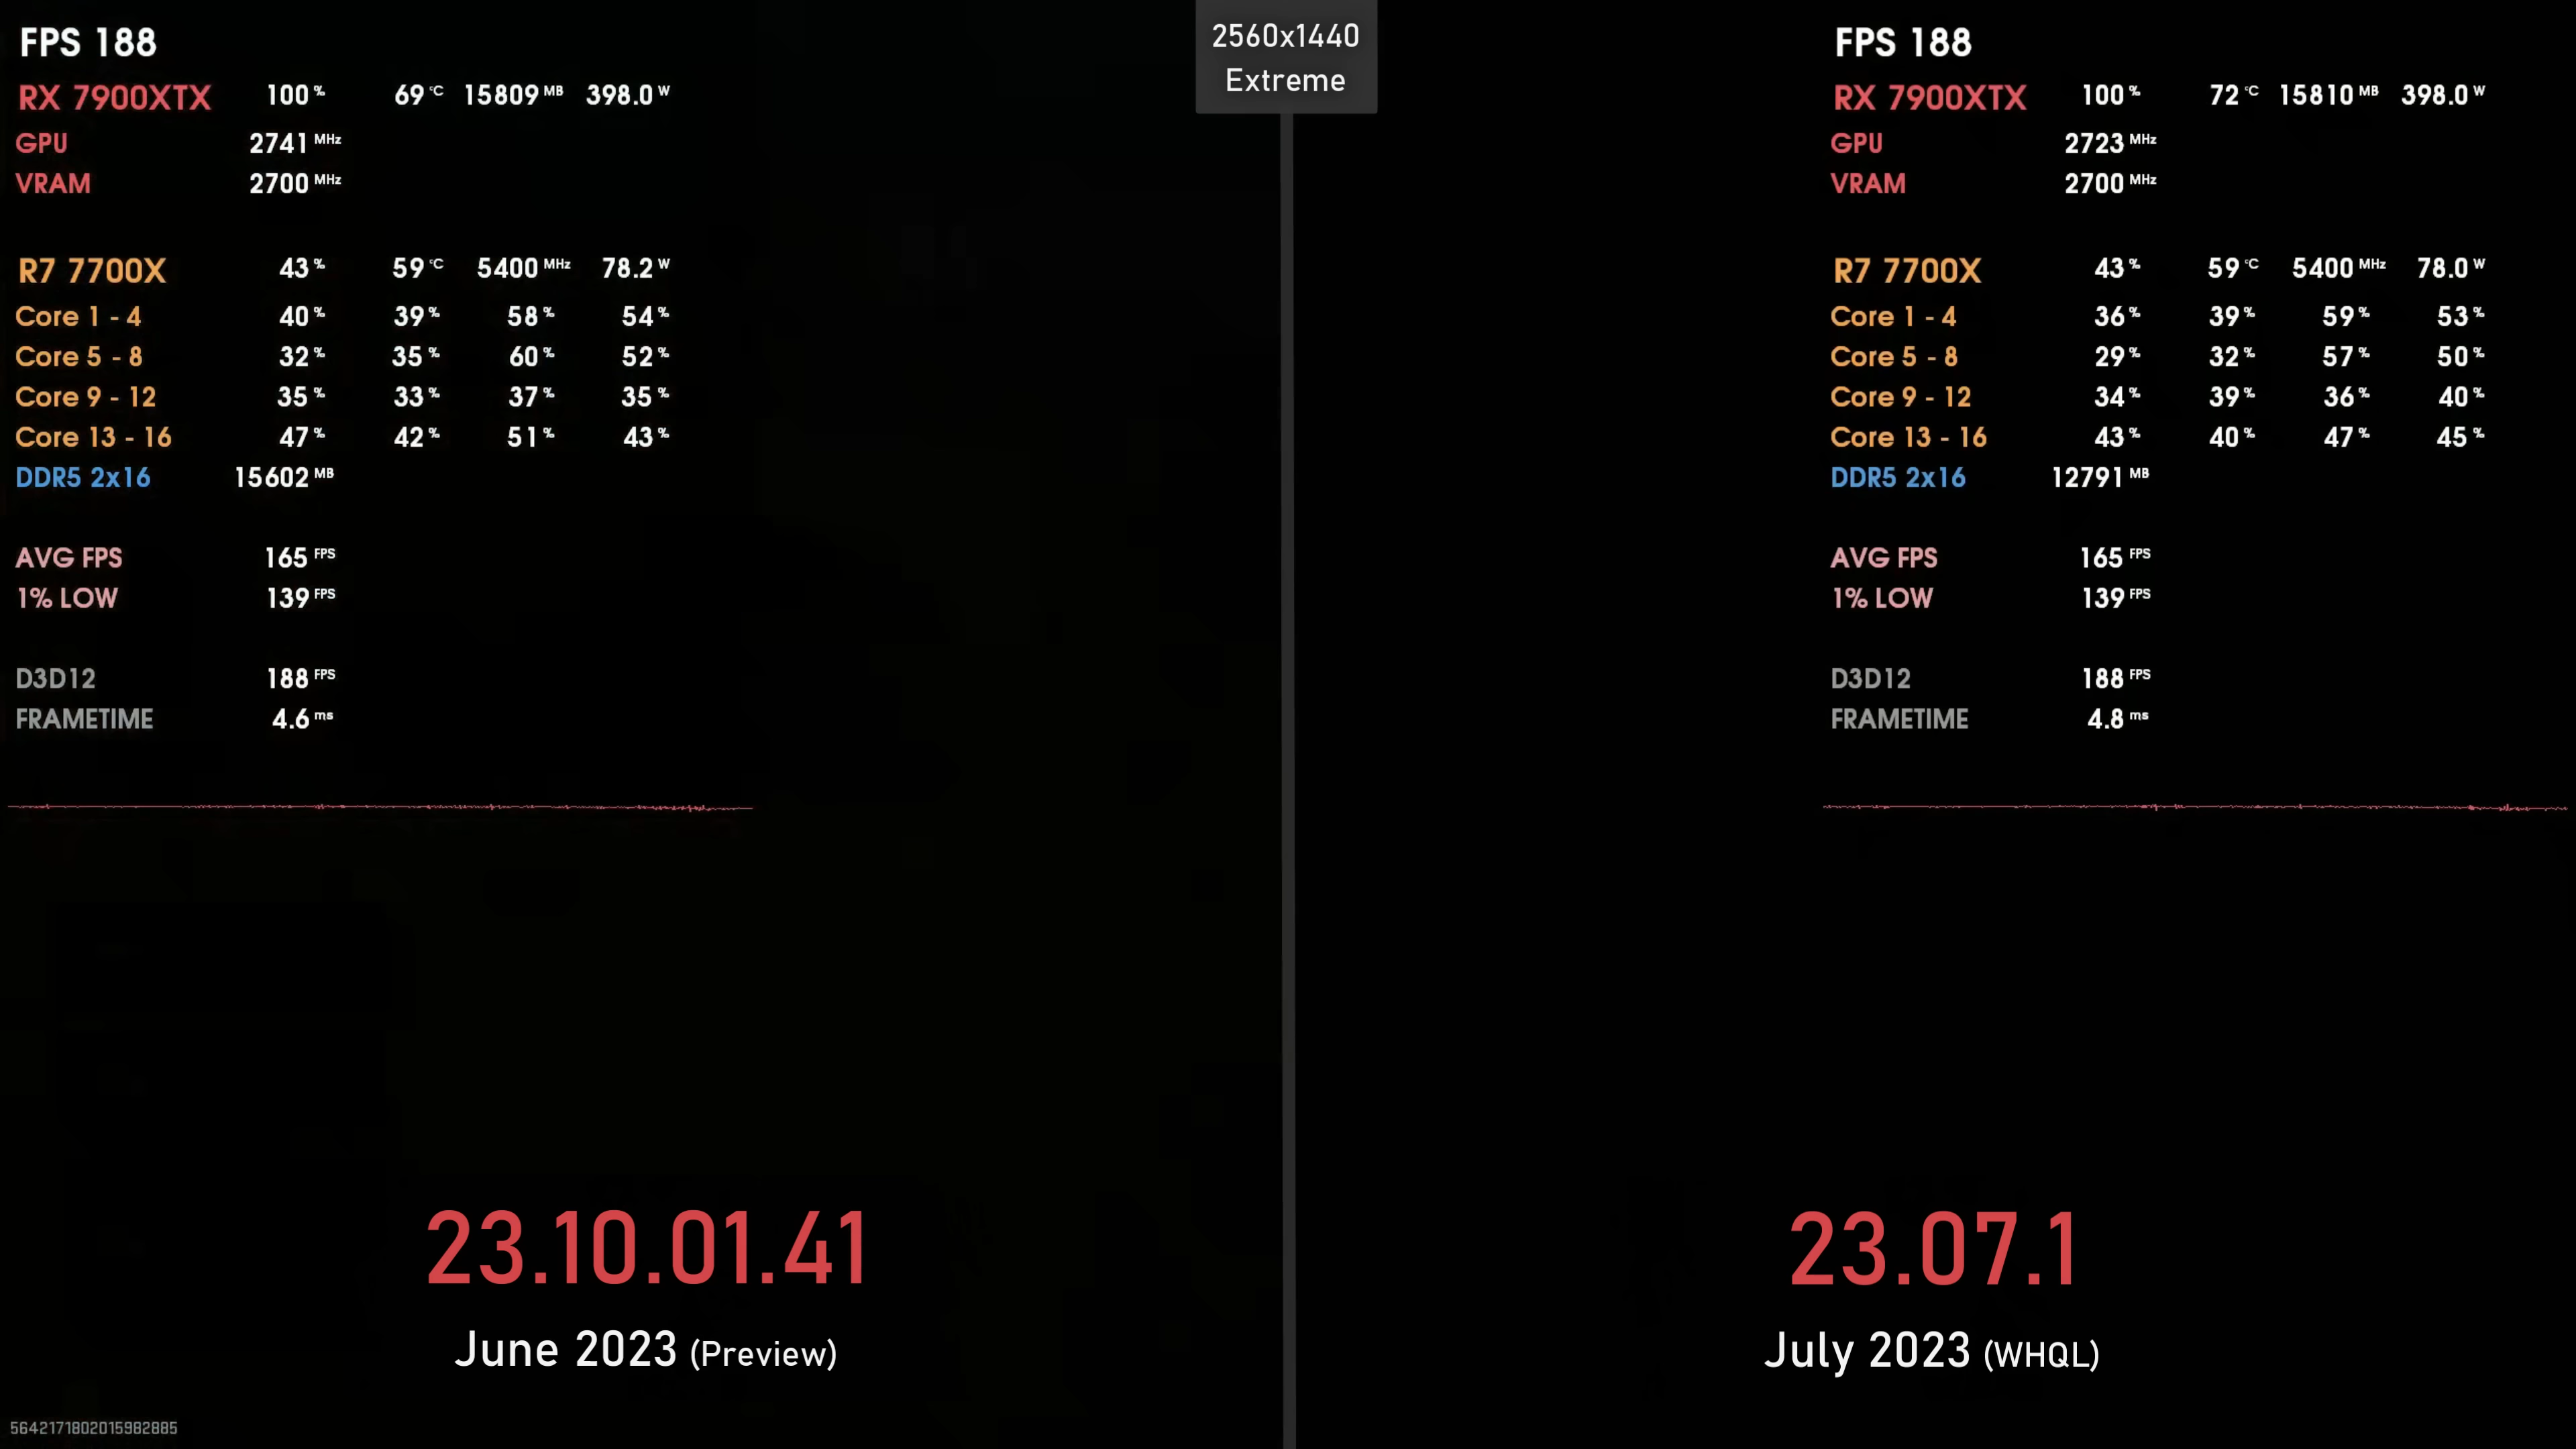 2560x1440
Extreme
FPS 188
RX 7900XTX 100 % 69 °C 15809 MB 398.0 W
GPU 2741 MHz
VRAM 2700 MHz
R7 7700X 43 % 59 °C 5400 MHz 78.2 W
Core 1 - 4 40 % 39 % 58 % 54 %
Core 5 - 8 32 % 35 % 60 % 52 %
Core 9 - 12 35 % 33 % 37 % 35 %
Core 13 - 16 47 % 42 % 51 % 43 %
DDR5 2x16 15602 MB
AVG FPS 165 FPS
1% LOW 139 FPS
D3D12 188 FPS
FRAMETIME 4.6 ms
23.10.01.41
June 2023 (Preview)
5642171802015982885
FPS 188
RX 7900XTX 100 % 72 °C 15810 MB 398.0 W
GPU 2723 MHz
VRAM 2700 MHz
R7 7700X 43 % 59 °C 5400 MHz 78.0 W
Core 1 - 4 36 % 39 % 59 % 53 %
Core 5 - 8 29 % 32 % 57 % 50 %
Core 9 - 12 34 % 39 % 36 % 40 %
Core 13 - 16 43 % 40 % 47 % 45 %
DDR5 2x16 12791 MB
AVG FPS 165 FPS
1% LOW 139 FPS
D3D12 188 FPS
FRAMETIME 4.8 ms
23.07.1
July 2023 (WHQL)